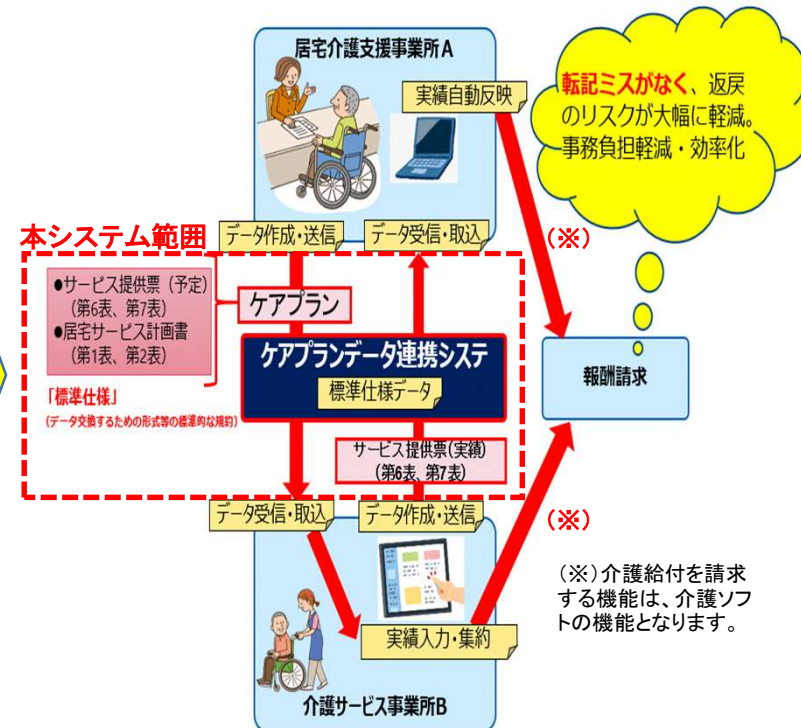 居宅介護支援事業所A
実績自動反映
転記ミスがなく、返戻
のリスクが大幅に軽減。
事務負担軽減・効率化
本システム範囲
データ作成・送信
データ受信・取込
(※)
●サービス提供票(予定)
(第6表、第7表)
●居宅サービス計画書
(第1表、第2表)
ケアプラン
「標準仕様」
(データ交換するための形式等の標準的な規約)
ケアプランデータ連携システ
標準仕様データ
報酬請求
サービス提供票(実績)
(第6表、第7表)
データ受信・取込
データ作成・送信
(※)
(※)介護給付を請求
する機能は、介護ソフ
トの機能となります。
実績入力・集約
介護サービス事業所B